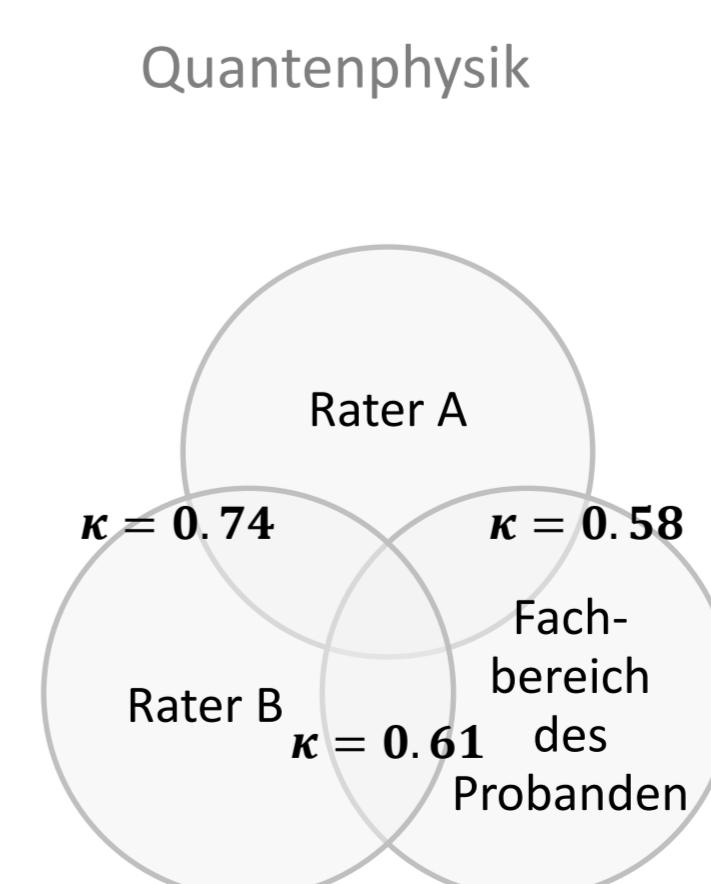 Quantenphysik
Rater A
κ = 0.74
κ = 0.58
Fach-
bereich
des
Probanden
Rater B
κ = 0.61